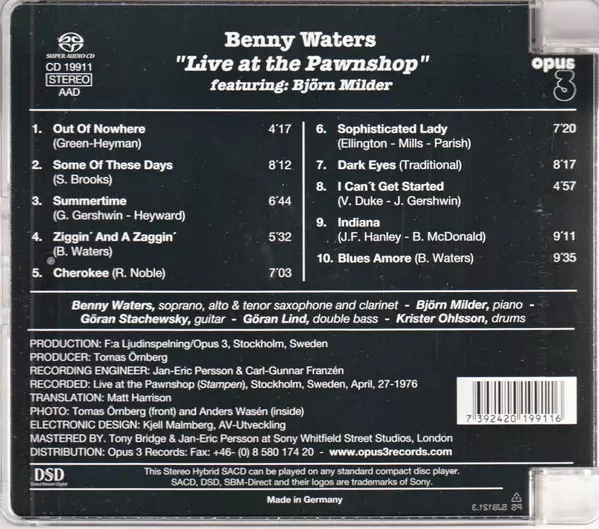 Benny Waters
"Live at the Pawnshop"
featuring: Björn Milder
SUPER AUDIO CD
CD 19911
STEREO
AAD
opus
3
1. Out Of Nowhere 4´17
(Green-Heyman)
2. Some Of These Days 8´12
(S. Brooks)
3. Summertime 6´44
(G. Gershwin - Heyward)
4. Ziggin´ And A Zaggin´ 5´32
(B. Waters)
5. Cherokee (R. Noble) 7´03
6. Sophisticated Lady 7´20
(Ellington - Mills - Parish)
7. Dark Eyes (Traditional) 8´17
8. I Can´t Get Started 4´57
(V. Duke - J. Gershwin)
9. Indiana
(J.F. Hanley - B. McDonald) 9´11
10. Blues Amore (B. Waters) 9´35
Benny Waters, soprano, alto & tenor saxophone and clarinet - Björn Milder, piano -
Göran Stachewsky, guitar - Göran Lind, double bass - Krister Ohlsson, drums
PRODUCTION: F:a Ljudinspelning/Opus 3, Stockholm, Sweden
PRODUCER: Tomas Örnberg
RECORDING ENGINEER: Jan-Eric Persson & Carl-Gunnar Franzén
RECORDED: Live at the Pawnshop (Stampen), Stockholm, Sweden, April, 27-1976
TRANSLATION: Matt Harrison
PHOTO: Tomas Örnberg (front) and Anders Wasén (inside)
ELECTRONIC DESIGN: Kjell Malmberg, AV-Utveckling
MASTERED BY: Tony Bridge & Jan-Eric Persson at Sony Whitfield Street Studios, London
DISTRIBUTION: Opus 3 Records: Fax: +46- (0) 8 580 174 20 - www.opus3records.com
7 392420 199116
DSD
Direct Stream Digital
This Stereo Hybrid SACD can be played on any standard compact disc player.
SACD, DSD, SBM-Direct and their logos are trademarks of Sony.
Made in Germany